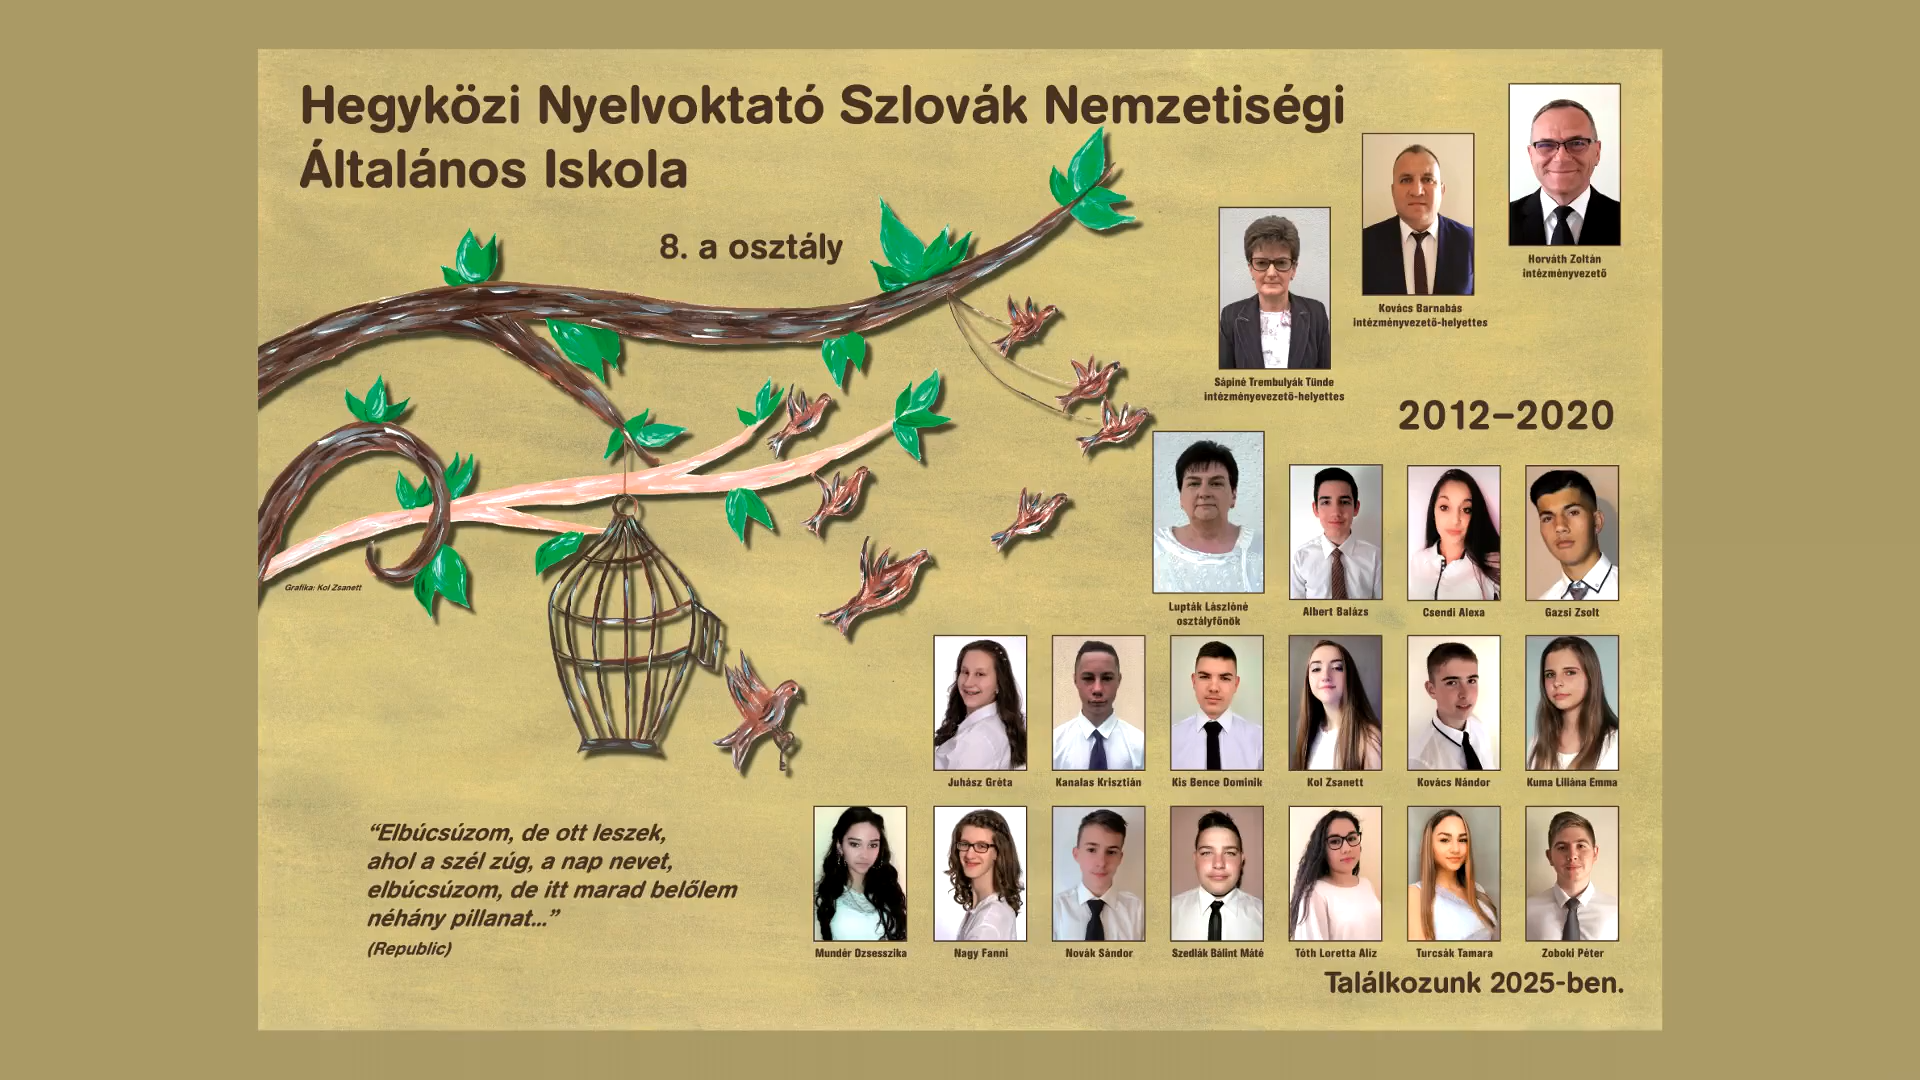 Hegyközi Nyelvoktató Szlovák Nemzetiségi
Általános Iskola
8. a osztály
Horváth Zoltán
intézményvezető
Kovács Barnabás
intézményvezető-helyettes
Sápiné Trembulyák Tünde
intézményevezető-helyettes
2012–2020
Grafika: Kol Zsanett
Lupták Lászlóné
osztályfőnök
Albert Balázs
Csendi Alexa
Gazsi Zsolt
Juhász Gréta
Kanalas Krisztián
Kis Bence Dominik
Kol Zsanett
Kovács Nándor
Kuma Liliána Emma
“Elbúcsúzom, de ott leszek,
ahol a szél zúg, a nap nevet,
elbúcsúzom, de itt marad belőlem
néhány pillanat...”
(Republic)
Mundér Dzsesszika
Nagy Fanni
Novák Sándor
Szedlák Bálint Máté
Tóth Loretta Alíz
Turcsák Tamara
Zoboki Péter
Találkozunk 2025-ben.